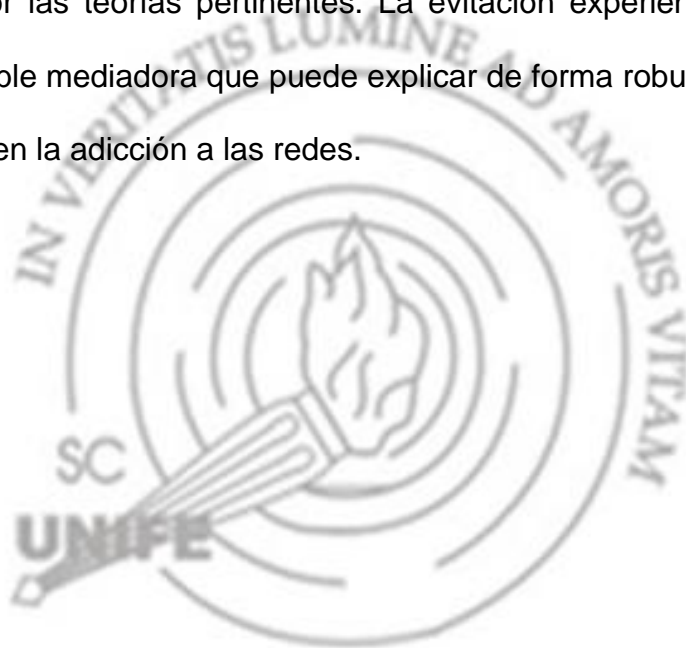 or las teorías pertinentes. La evitación experien
ble mediadora que puede explicar de forma robu
en la adicción a las redes.
IN VERITATIS LUMINE AD AMORIS VITAM
SC
UNIFE